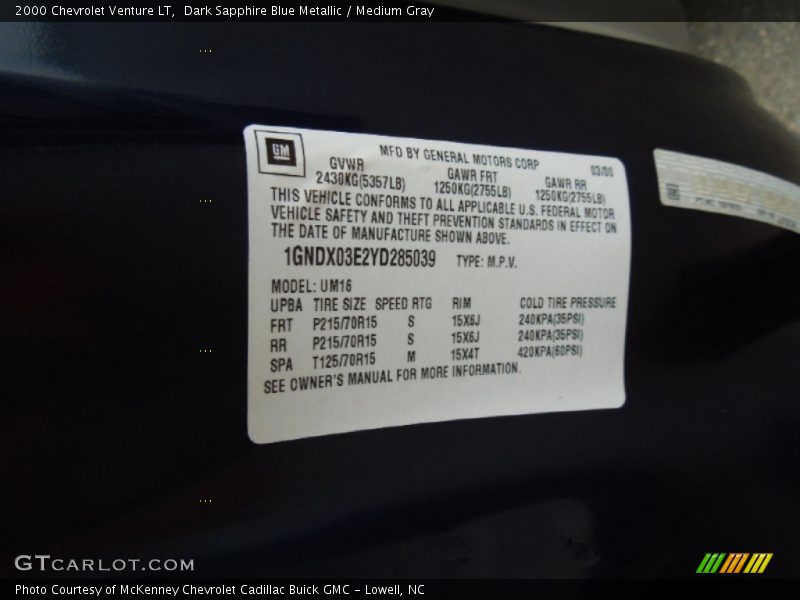 2000 Chevrolet Venture LT,  Dark Sapphire Blue Metallic / Medium Gray
GM
MFD BY GENERAL MOTORS CORP 03/00
GVWR GAWR FRT GAWR RR
2430KG(5357LB) 1250KG(2755LB) 1250KG(2755LB)
THIS VEHICLE CONFORMS TO ALL APPLICABLE U.S. FEDERAL MOTOR
VEHICLE SAFETY AND THEFT PREVENTION STANDARDS IN EFFECT ON
THE DATE OF MANUFACTURE SHOWN ABOVE.
1GNDX03E2YD285039 TYPE: M.P.V.
MODEL: UM16
UPBA TIRE SIZE SPEED RTG RIM COLD TIRE PRESSURE
FRT P215/70R15 S 15X6J 240KPA(35PSI)
RR P215/70R15 S 15X6J 240KPA(35PSI)
SPA T125/70R15 M 15X4T 420KPA(60PSI)
SEE OWNER'S MANUAL FOR MORE INFORMATION.
GTCARLOT.COM
Photo Courtesy of McKenney Chevrolet Cadillac Buick GMC - Lowell, NC